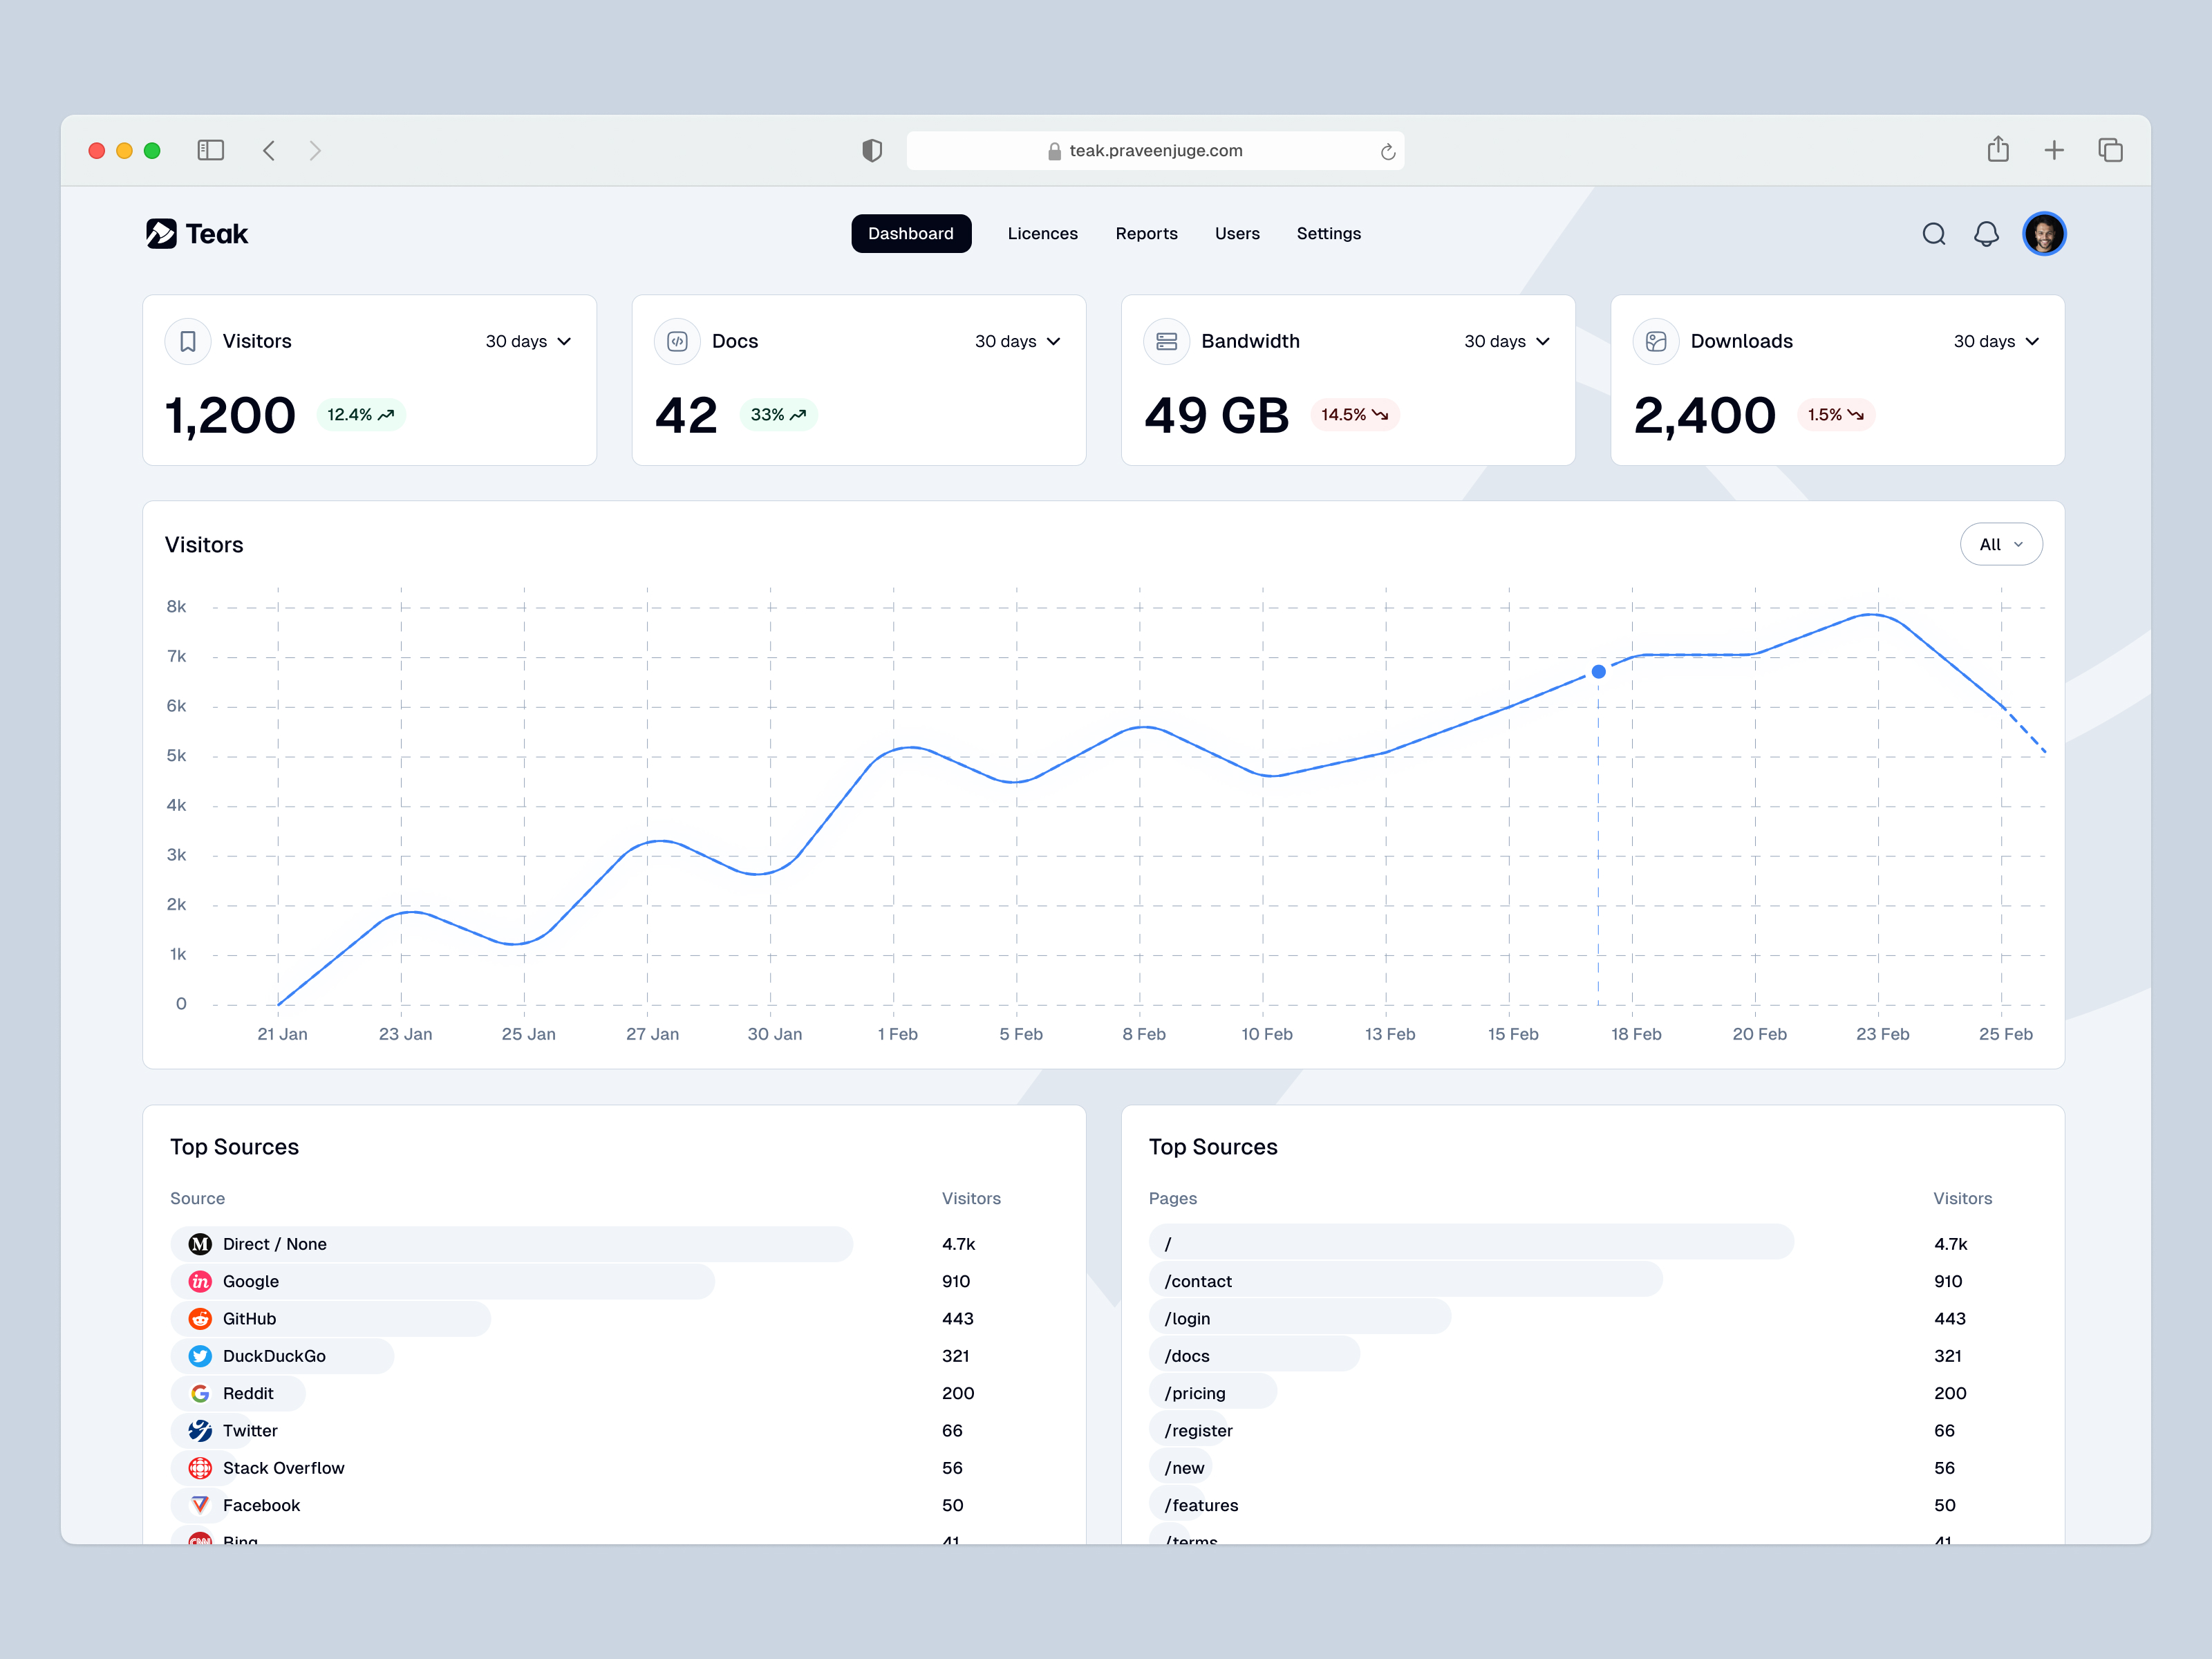 teak.praveenjuge.com
Teak
Dashboard Licences Reports Users Settings
Visitors 30 days
1,200 12.4%
Docs 30 days
42 33%
Bandwidth 30 days
49 GB 14.5%
Downloads 30 days
2,400 1.5%
Visitors All
8k
7k
6k
5k
4k
3k
2k
1k
0
21 Jan 23 Jan 25 Jan 27 Jan 30 Jan 1 Feb 5 Feb 8 Feb 10 Feb 13 Feb 15 Feb 18 Feb 20 Feb 23 Feb 25 Feb
Top Sources
Source Visitors
M Direct / None 4.7k
in Google 910
GitHub 443
DuckDuckGo 321
G Reddit 200
Twitter 66
Stack Overflow 56
Facebook 50
Bing 41
Top Sources
Pages Visitors
/ 4.7k
/contact 910
/login 443
/docs 321
/pricing 200
/register 66
/new 56
/features 50
/terms 41